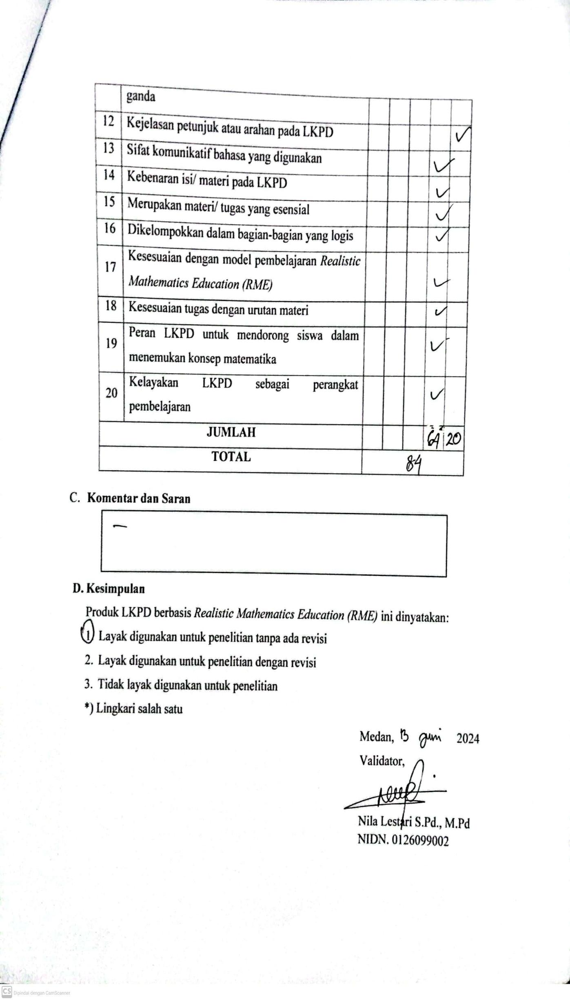 ganda
12 Kejelasan petunjuk atau arahan pada LKPD ✓
13 Sifat komunikatif bahasa yang digunakan ✓
14 Kebenaran isi/ materi pada LKPD ✓
15 Merupakan materi/ tugas yang esensial ✓
16 Dikelompokkan dalam bagian-bagian yang logis ✓
17 Kesesuaian dengan model pembelajaran Realistic
Mathematics Education (RME) ✓
18 Kesesuaian tugas dengan urutan materi ✓
19 Peran LKPD untuk mendorong siswa dalam
menemukan konsep matematika ✓
20 Kelayakan LKPD sebagai perangkat
pembelajaran ✓
JUMLAH 64 20
TOTAL 84
C. Komentar dan Saran
—
D. Kesimpulan
Produk LKPD berbasis Realistic Mathematics Education (RME) ini dinyatakan:
1 Layak digunakan untuk penelitian tanpa ada revisi
2. Layak digunakan untuk penelitian dengan revisi
3. Tidak layak digunakan untuk penelitian
*) Lingkari salah satu
Medan, 13 Juni 2024
Validator,
Nila Lestari S.Pd., M.Pd
NIDN. 0126099002
CS Dipindai dengan CamScanner